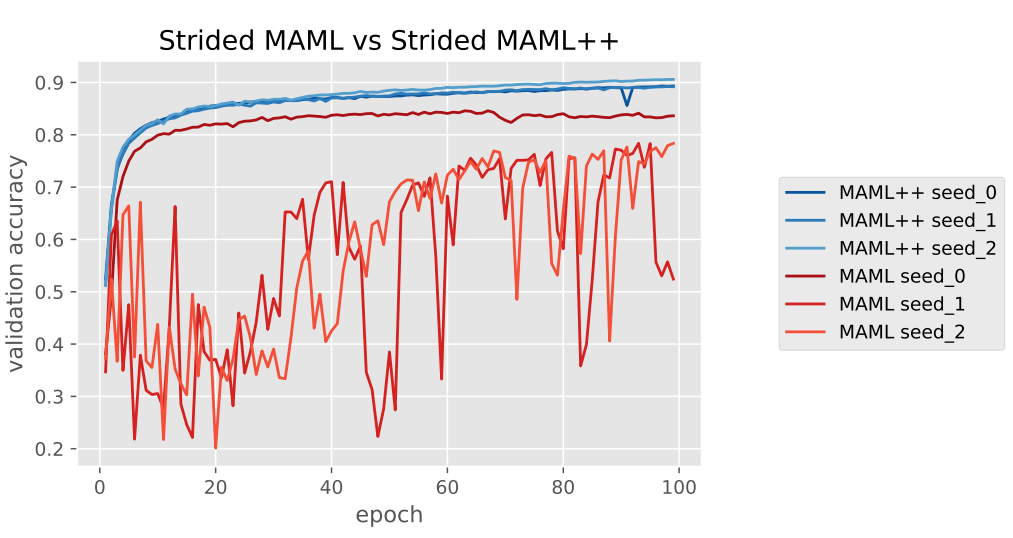 Strided MAML vs Strided MAML++
validation accuracy
0.9
0.8
0.7
0.6
0.5
0.4
0.3
0.2
0 20 40 60 80 100
epoch
MAML++ seed_0
MAML++ seed_1
MAML++ seed_2
MAML seed_0
MAML seed_1
MAML seed_2